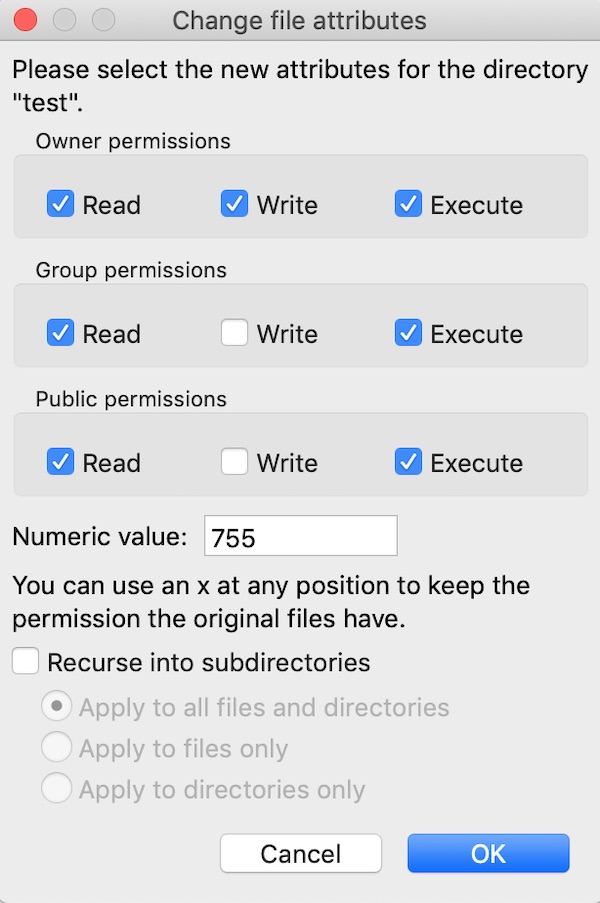 Change file attributes
Please select the new attributes for the directory
"test".
Owner permissions
Read Write Execute
Group permissions
Read Write Execute
Public permissions
Read Write Execute
Numeric value: 755
You can use an x at any position to keep the
permission the original files have.
Recurse into subdirectories
Apply to all files and directories
Apply to files only
Apply to directories only
Cancel OK